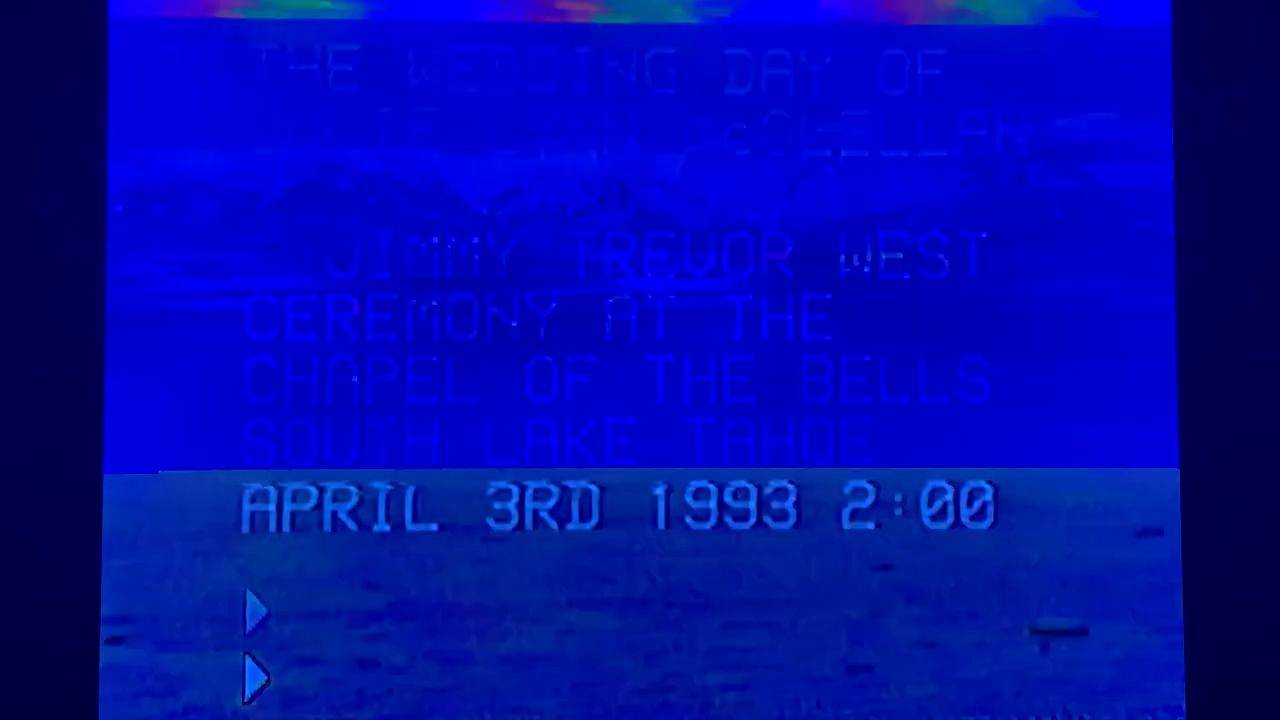 THE WEDDING DAY OF
McCLELLAN
JIMMY TREVOR WEST
CEREMONY AT THE
CHAPEL OF THE BELLS
SOUTH LAKE TAHOE
APRIL 3RD 1993 2:00